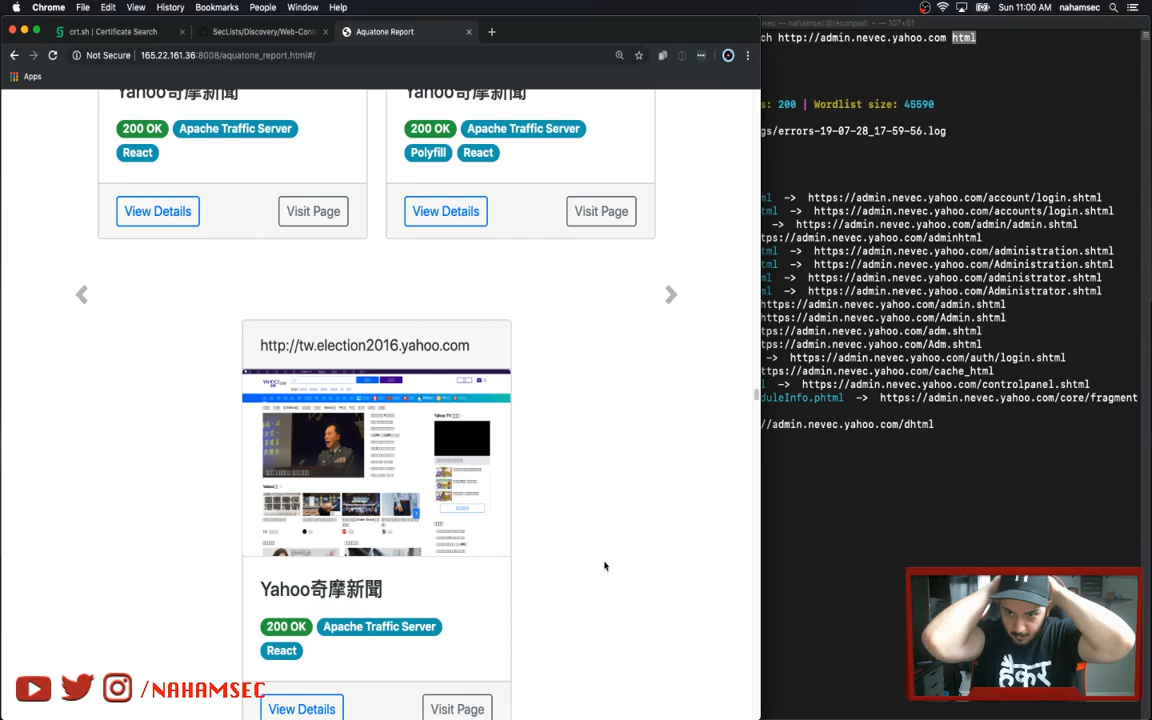 Chrome File Edit View History Bookmarks People Window Help
Sun 11:00 AM nahamsec
crt.sh | Certificate Search
SecLists/Discovery/Web-Cont
Aquatone Report
Not Secure | 165.22.161.36:8008/aquatone_report.html#/
Apps
Yahoo奇摩新聞
200 OK Apache Traffic Server
React
View Details Visit Page
Yahoo奇摩新聞
200 OK Apache Traffic Server
Polyfill React
View Details Visit Page
http://tw.election2016.yahoo.com
Yahoo奇摩新聞
200 OK Apache Traffic Server
React
View Details Visit Page
/NAHAMSEC
sec — nahamsec@reconpad: ~ — 107×51
ch http://admin.nevec.yahoo.com html
s: 200 | Wordlist size: 45590
gs/errors-19-07-28_17-59-56.log
ml -> https://admin.nevec.yahoo.com/account/login.shtml
tml -> https://admin.nevec.yahoo.com/accounts/login.shtml
-> https://admin.nevec.yahoo.com/admin/admin.shtml
tps://admin.nevec.yahoo.com/adminhtml
tml -> https://admin.nevec.yahoo.com/administration.shtml
tml -> https://admin.nevec.yahoo.com/Administration.shtml
ml -> https://admin.nevec.yahoo.com/administrator.shtml
ml -> https://admin.nevec.yahoo.com/Administrator.shtml
https://admin.nevec.yahoo.com/admin.shtml
https://admin.nevec.yahoo.com/Admin.shtml
tps://admin.nevec.yahoo.com/adm.shtml
tps://admin.nevec.yahoo.com/Adm.shtml
-> https://admin.nevec.yahoo.com/auth/login.shtml
ttps://admin.nevec.yahoo.com/cache_html
l -> https://admin.nevec.yahoo.com/controlpanel.shtml
duleInfo.phtml -> https://admin.nevec.yahoo.com/core/fragment
//admin.nevec.yahoo.com/dhtml
हैकर